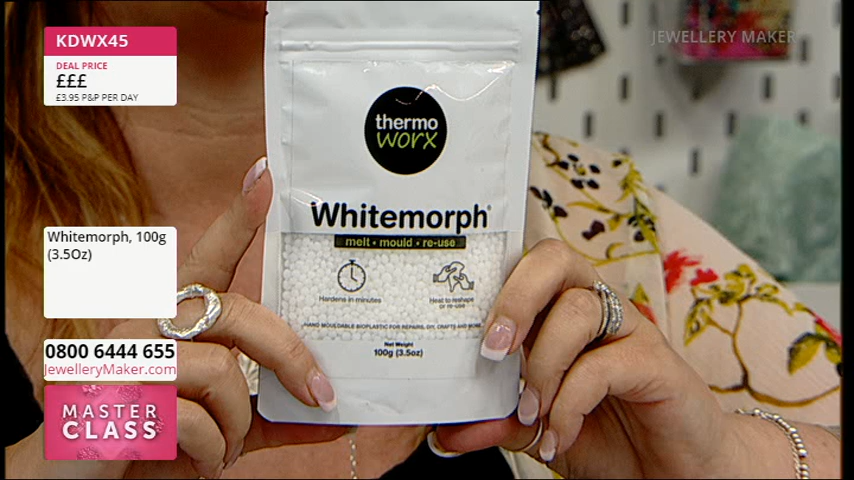 KDWX45
DEAL PRICE
£££
£3.95 P&P PER DAY
JEWELLERY MAKER
thermo
worx
Whitemorph®
melt • mould • re-use
Hardens in minutes
Heat to reshape
or re-use
HAND MOULDABLE BIOPLASTIC FOR REPAIRS, DIY, CRAFTS AND MORE
Net Weight
100g (3.5oz)
Whitemorph, 100g
(3.5Oz)
0800 6444 655
JewelleryMaker.com
MASTER
CLASS